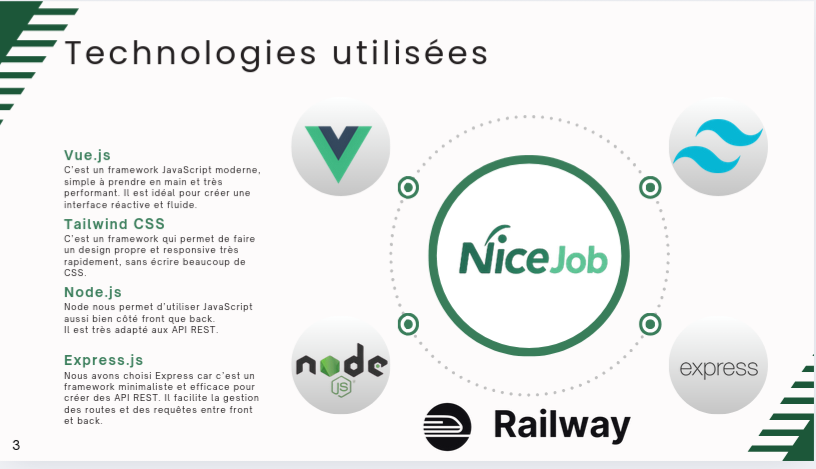 Technologies utilisées
Vue.js
C'est un framework JavaScript moderne,
simple à prendre en main et très
performant. Il est idéal pour créer une
interface réactive et fluide.
Tailwind CSS
C'est un framework qui permet de faire
un design propre et responsive très
rapidement, sans écrire beaucoup de
CSS.
Node.js
Node nous permet d'utiliser JavaScript
aussi bien côté front que back.
Il est très adapté aux API REST.
Express.js
Nous avons choisi Express car c'est un
framework minimaliste et efficace pour
créer des API REST. Il facilite la gestion
des routes et des requêtes entre front
et back.
NiceJob
node
JS
express
Railway
3